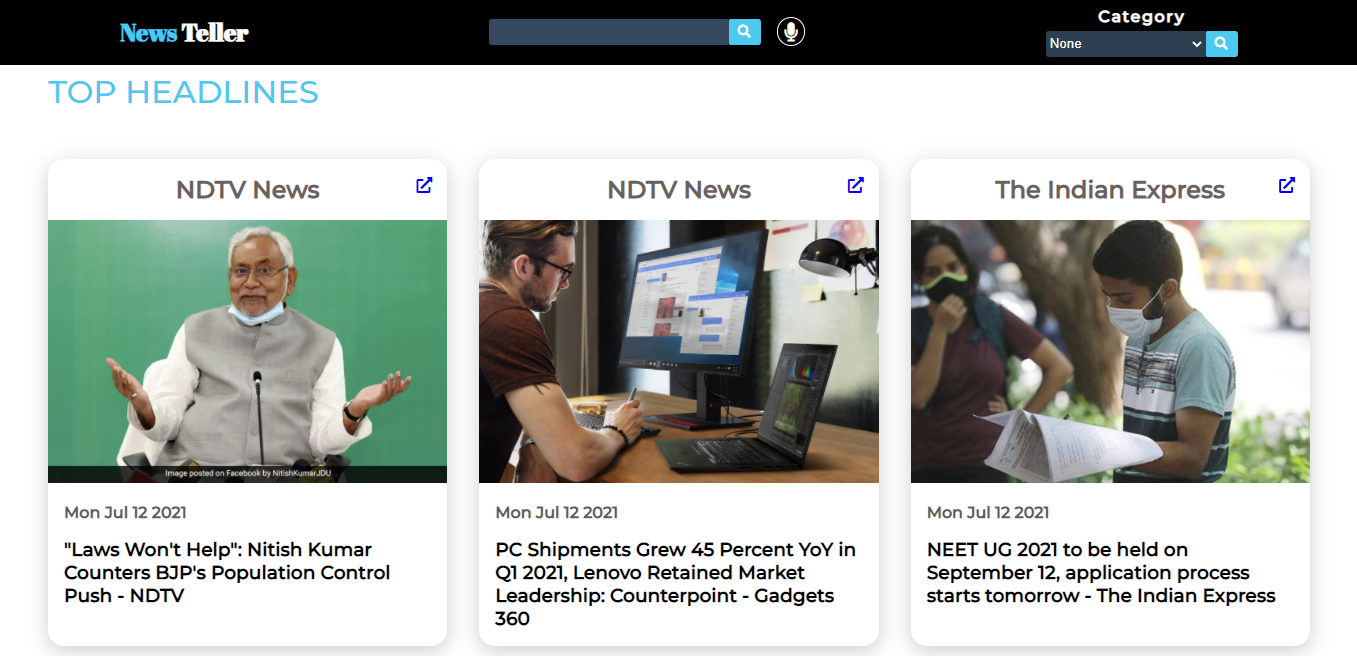 News Teller
Category
None
TOP HEADLINES
NDTV News
NDTV News
The Indian Express
Image posted on Facebook by NitishKumarJDU
Mon Jul 12 2021
"Laws Won't Help": Nitish Kumar
Counters BJP's Population Control
Push - NDTV
Mon Jul 12 2021
PC Shipments Grew 45 Percent YoY in
Q1 2021, Lenovo Retained Market
Leadership: Counterpoint - Gadgets
360
Mon Jul 12 2021
NEET UG 2021 to be held on
September 12, application process
starts tomorrow - The Indian Express